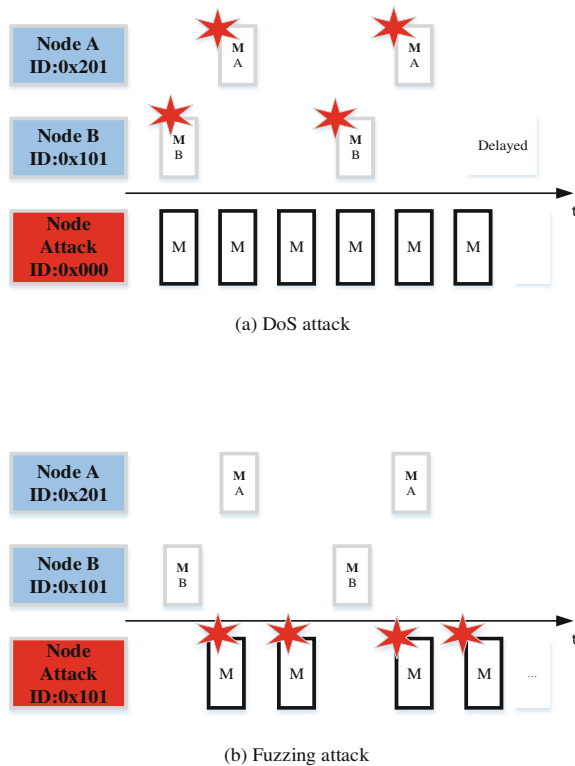 Node A
ID:0x201
M
A
M
A
Node B
ID:0x101
M
B
M
B
Delayed
t
Node
Attack
ID:0x000
M
M
M
M
M
M
(a) DoS attack
Node A
ID:0x201
M
A
M
A
Node B
ID:0x101
M
B
M
B
t
Node
Attack
ID:0x101
M
M
M
M
...
(b) Fuzzing attack